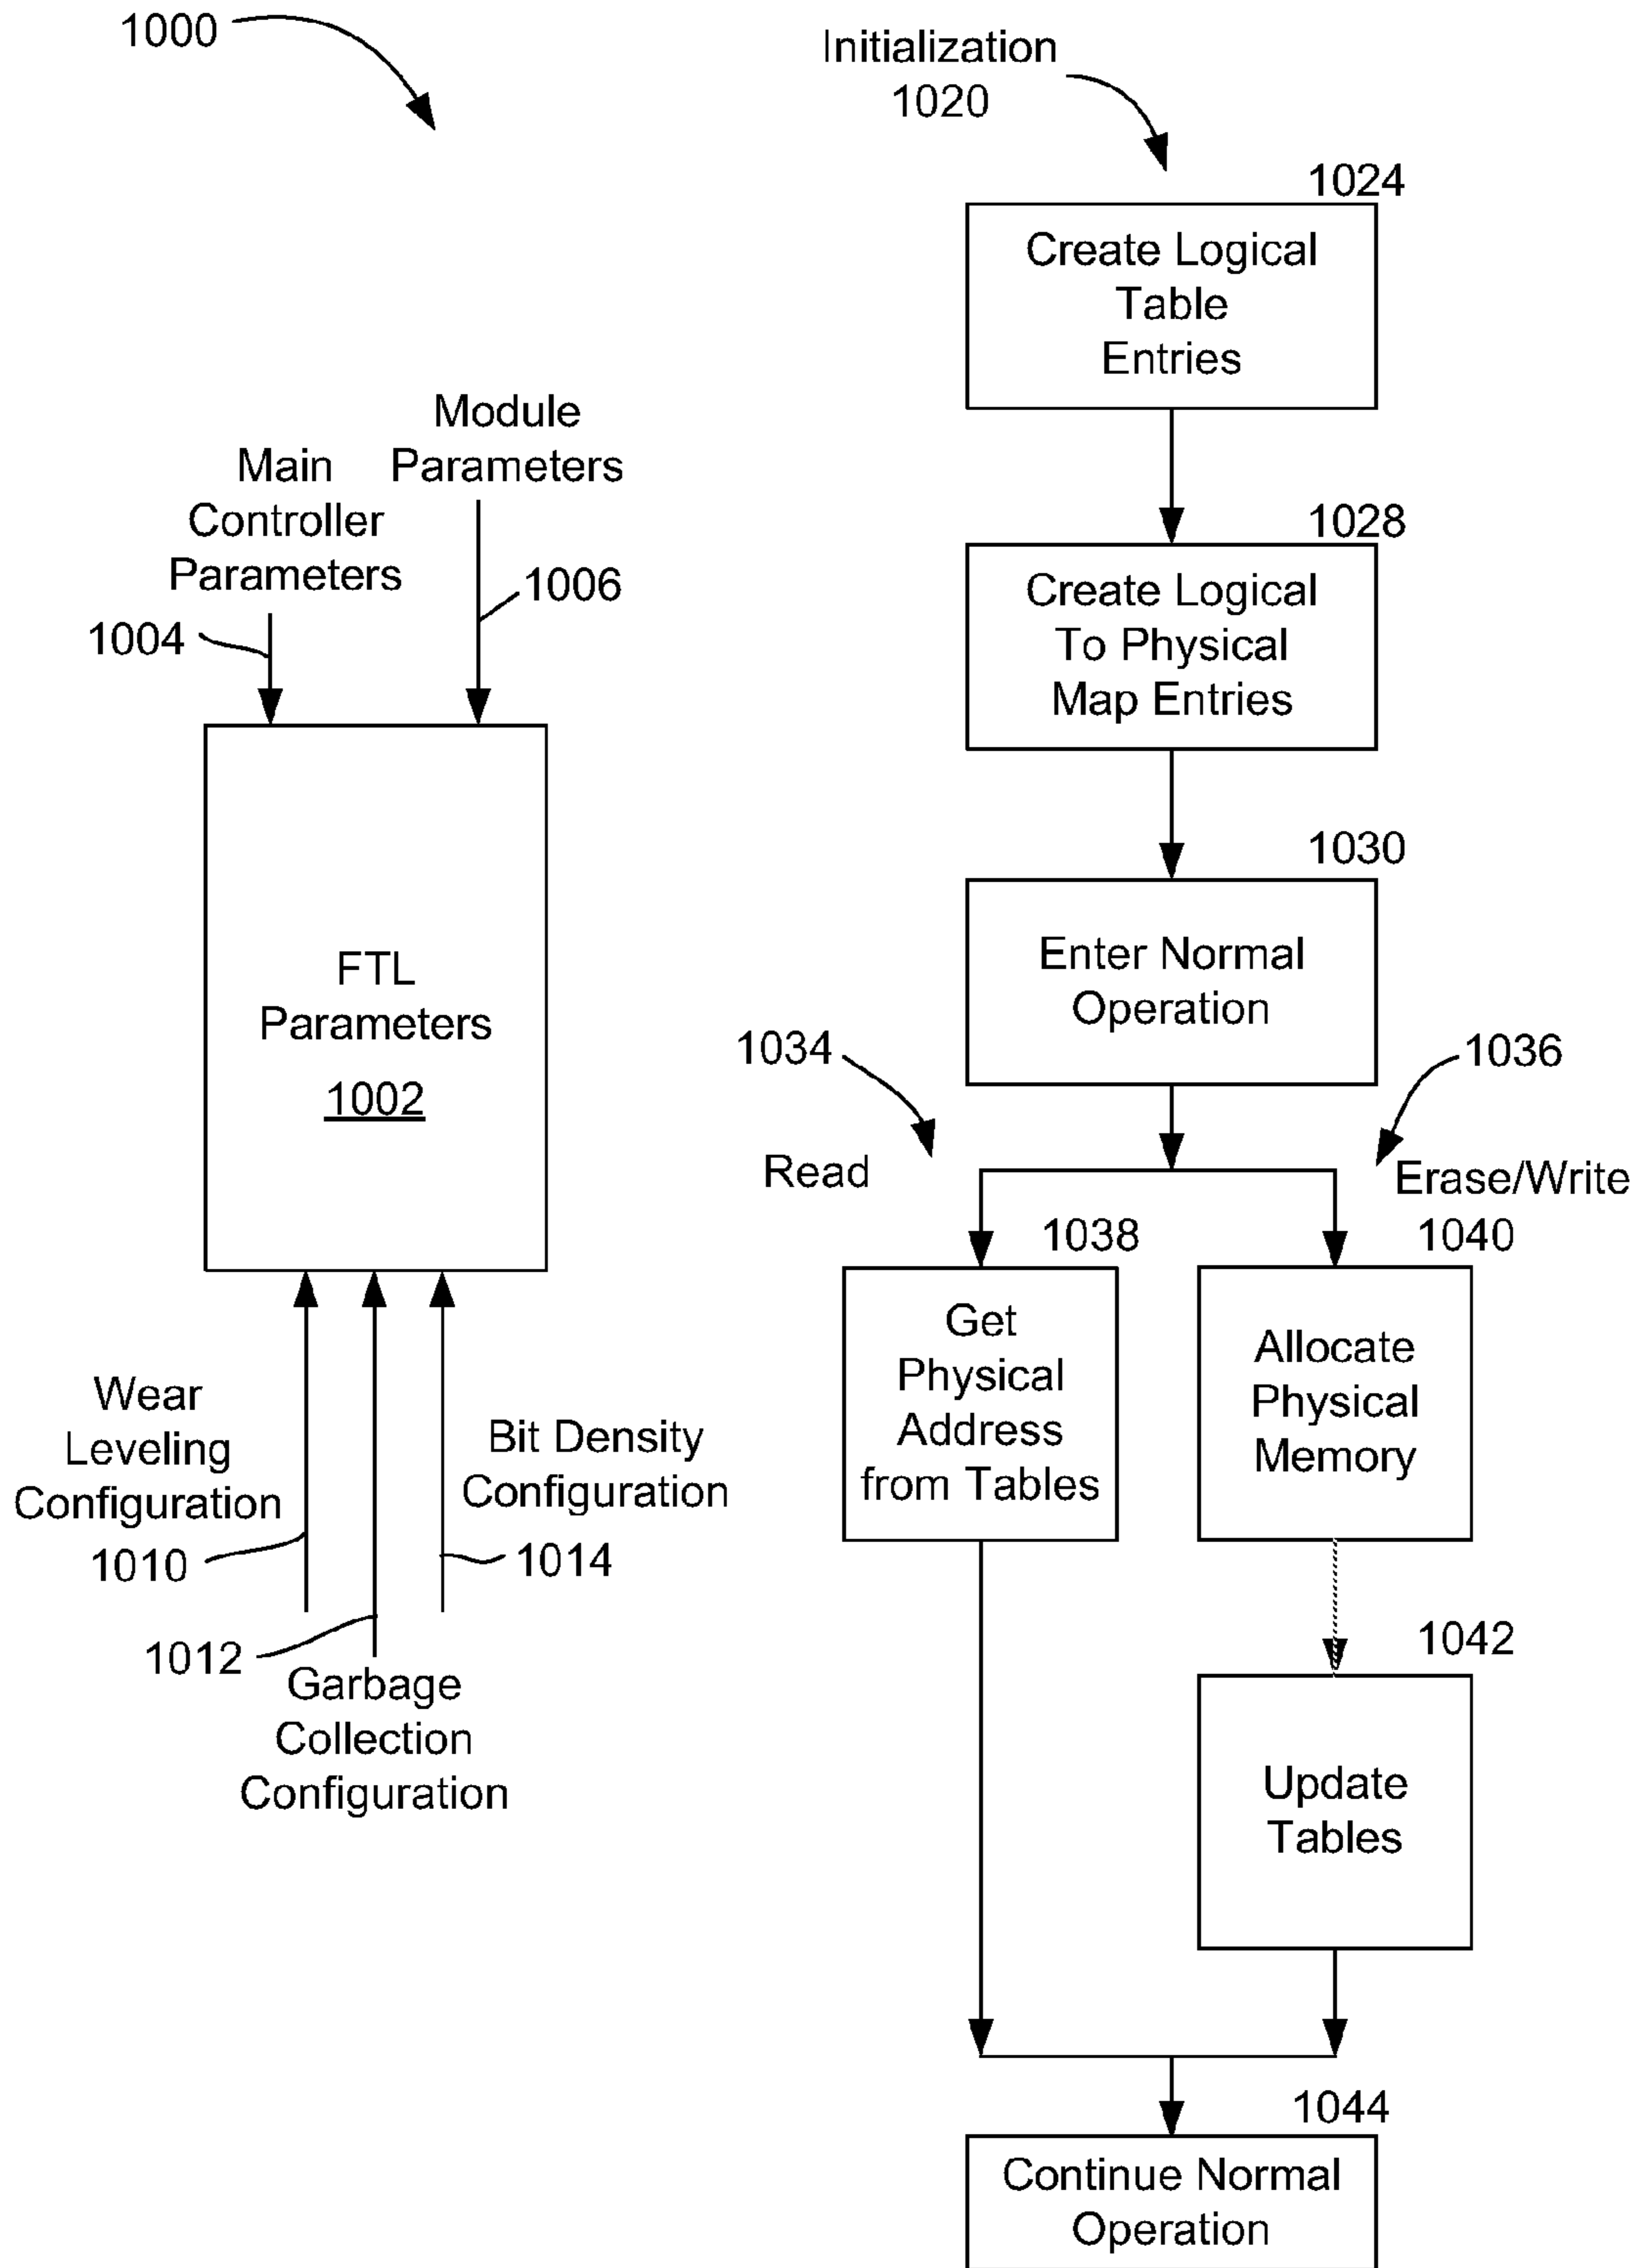 1000
Initialization
1020
1024
Create Logical
Table
Entries
Module
Parameters
Main
Controller
Parameters
1004
1006
1028
Create Logical
To Physical
Map Entries
FTL
Parameters
1002
1030
Enter Normal
Operation
1034
1036
Read
Erase/Write
1038
1040
Get
Physical
Address
from Tables
Allocate
Physical
Memory
Wear
Leveling
Configuration
1010
Bit Density
Configuration
1014
1012
Garbage
Collection
Configuration
1042
Update
Tables
1044
Continue Normal
Operation